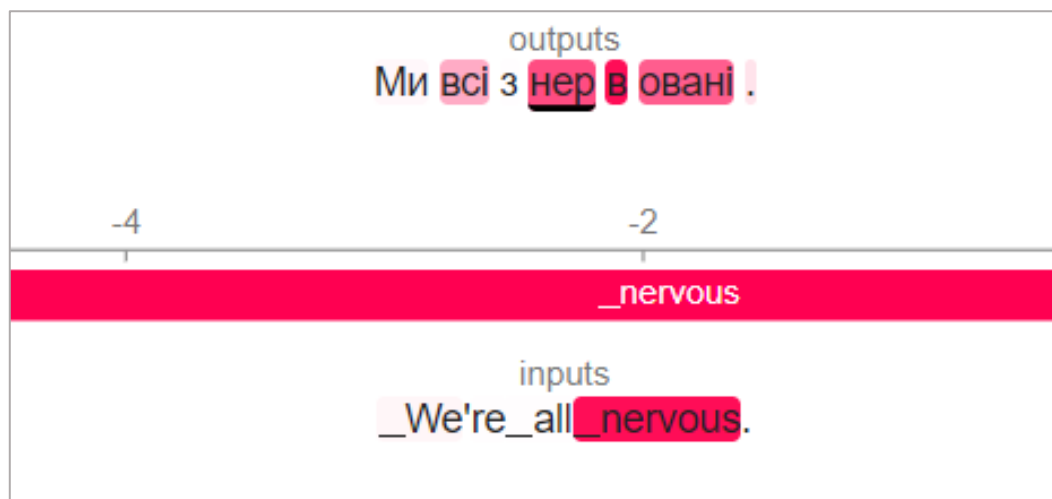 outputs
Ми всі з нер в овані .
-4 -2
_nervous
inputs
_We're_all_nervous.